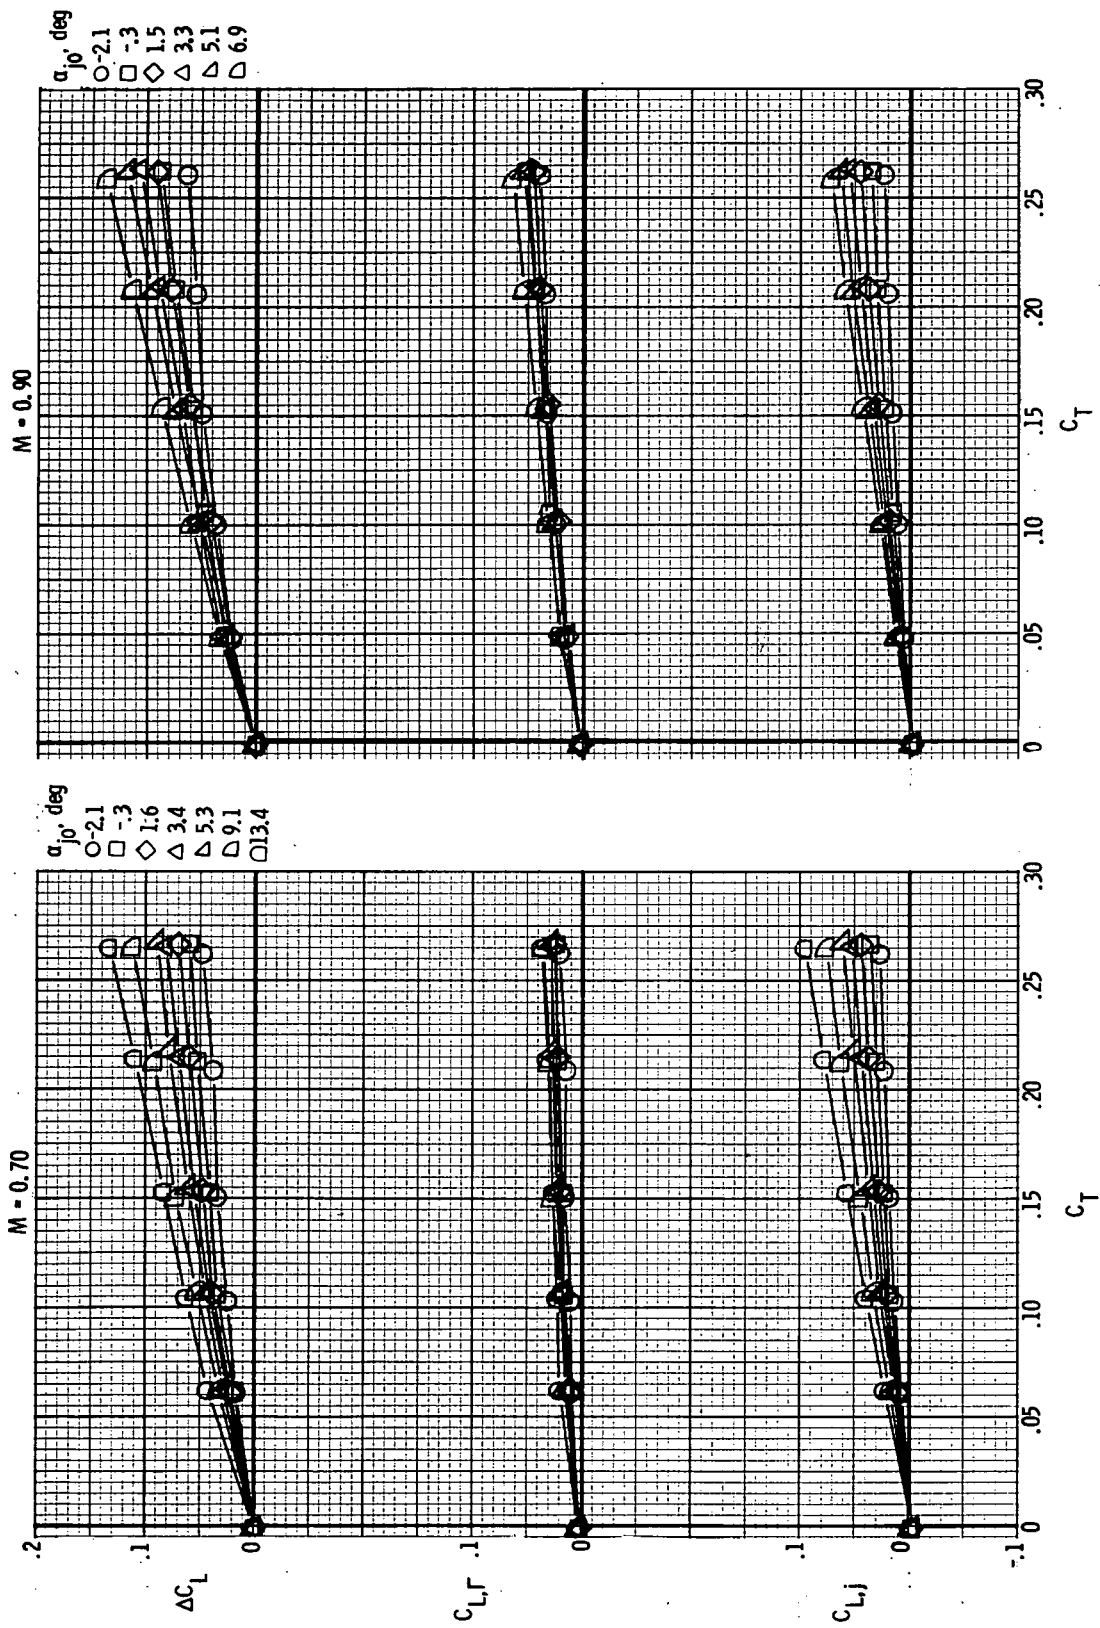 M = 0.70
α_jo, deg
○-2.1
□ -.3
◇ 1.6
△ 3.4
◺ 5.3
D 9.1
▢ 13.4
.2
.1
0
ΔC_L
.1
0
C_L,Γ
.1
0
-.1
C_L,j
0 .05 .10 .15 .20 .25 .30
C_T
M = 0.90
α_jo, deg
○-2.1
□ -.3
◇ 1.5
△ 3.3
◺ 5.1
D 6.9
0 .05 .10 .15 .20 .25 .30
C_T